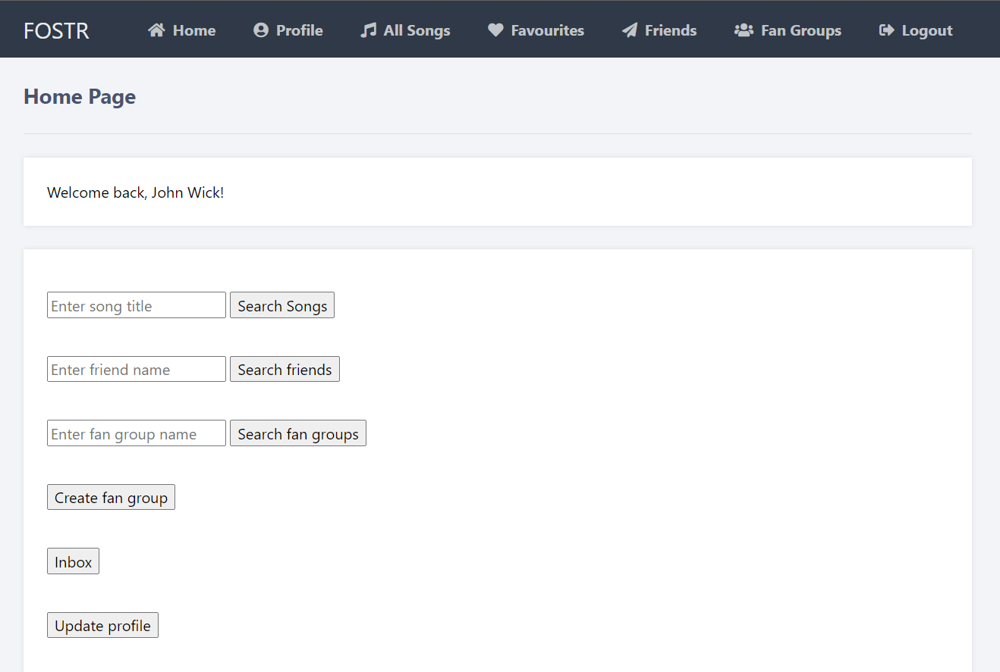 FOSTR Home Profile All Songs Favourites Friends Fan Groups Logout
Home Page
Welcome back, John Wick!
Enter song title Search Songs
Enter friend name Search friends
Enter fan group name Search fan groups
Create fan group
Inbox
Update profile